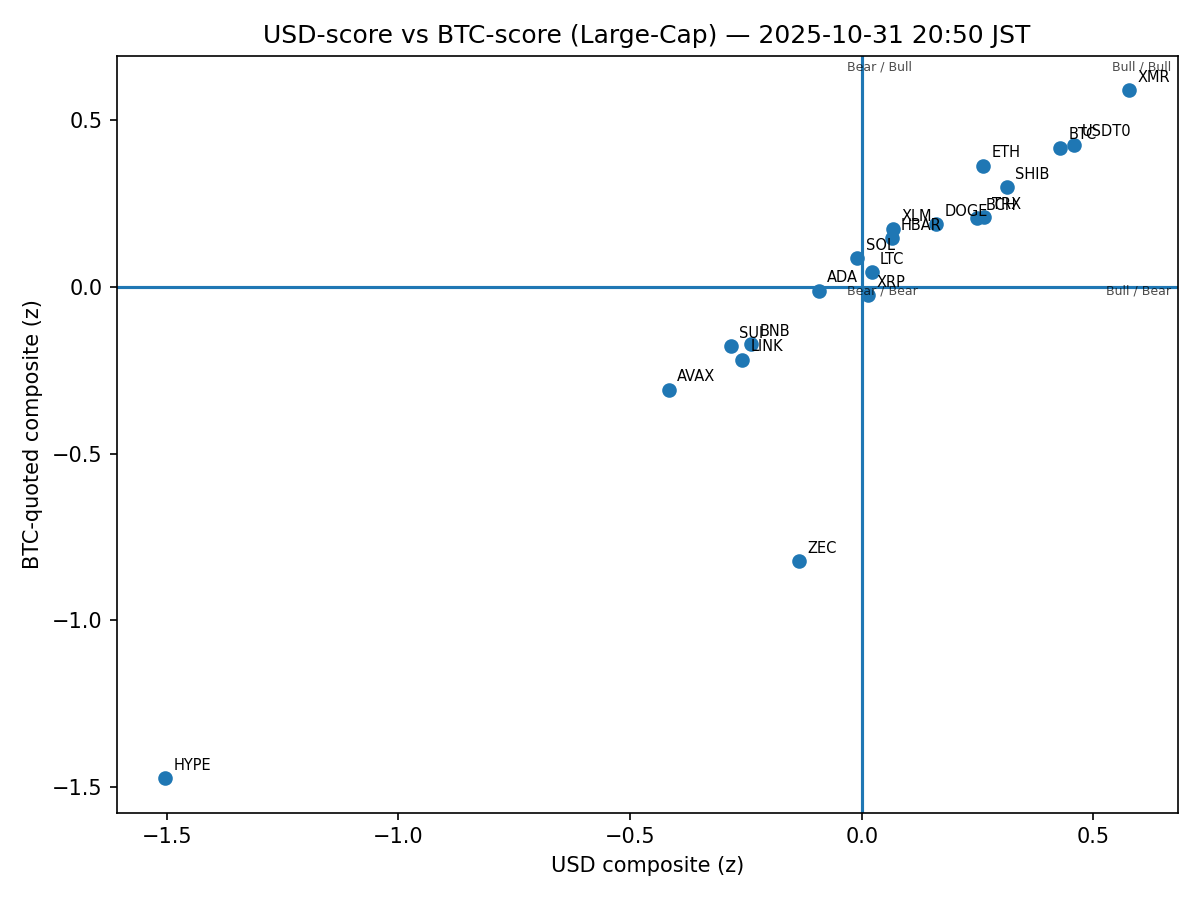 USD-score vs BTC-score (Large-Cap) — 2025-10-31 20:50 JST
Bear / Bull
Bull / Bull
XMR
0.5
BTC
USDT0
ETH
SHIB
BCH
TRX
DOGE
XLM
HBAR
SOL
LTC
ADA
XRP
0.0
Bear / Bear
Bull / Bear
SUI
BNB
LINK
AVAX
−0.5
ZEC
−1.0
HYPE
−1.5
BTC-quoted composite (z)
−1.5
−1.0
−0.5
0.0
0.5
USD composite (z)